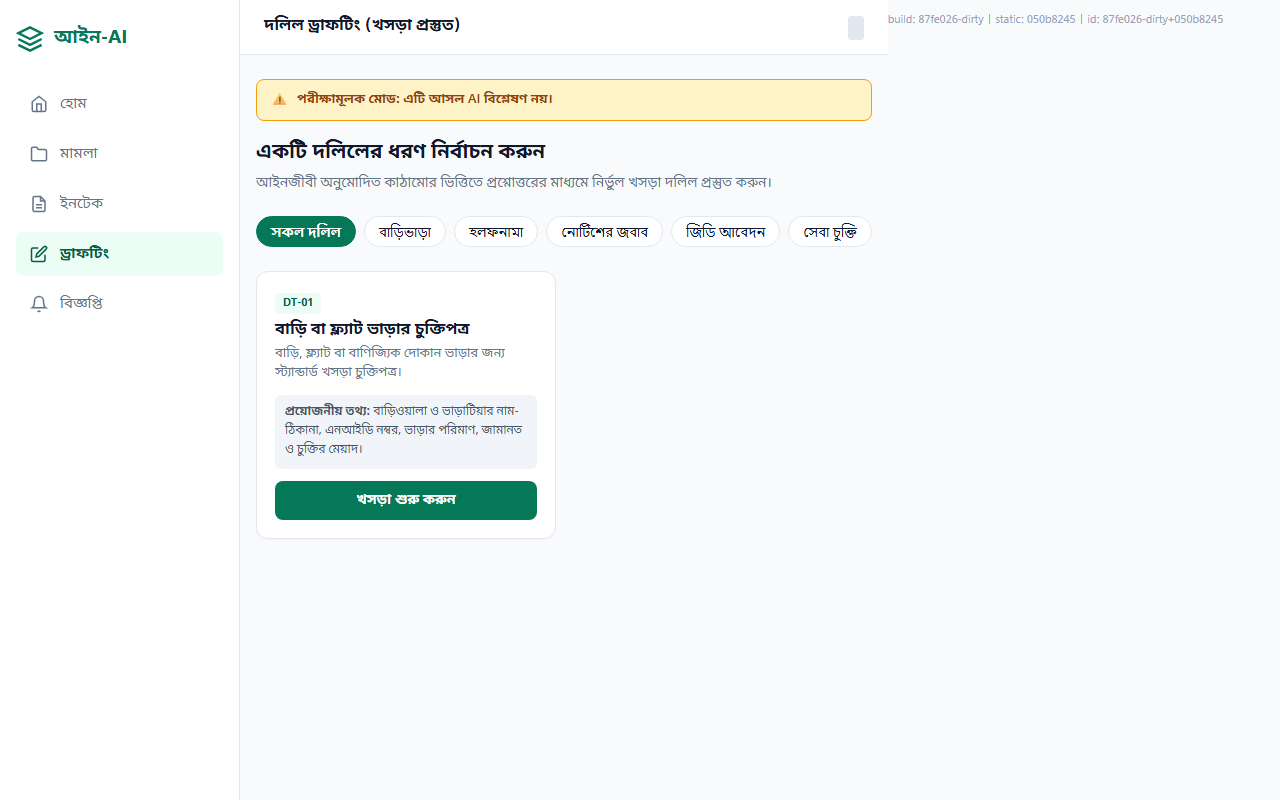 আইন-AI
হোম
মামলা
ইনটেক
ড্রাফটিং
বিজ্ঞপ্তি
দলিল ড্রাফটিং (খসড়া প্রস্তুত)
build: 87fe026-dirty | static: 050b8245 | id: 87fe026-dirty+050b8245
পরীক্ষামূলক মোড: এটি আসল AI বিশ্লেষণ নয়।
একটি দলিলের ধরণ নির্বাচন করুন
আইনজীবী অনুমোদিত কাঠামোর ভিত্তিতে প্রশ্নোত্তরের মাধ্যমে নির্ভুল খসড়া দলিল প্রস্তুত করুন।
সকল দলিল
বাড়িভাড়া
হলফনামা
নোটিশের জবাব
জিডি আবেদন
সেবা চুক্তি
DT-01
বাড়ি বা ফ্ল্যাট ভাড়ার চুক্তিপত্র
বাড়ি, ফ্ল্যাট বা বাণিজ্যিক দোকান ভাড়ার জন্য
স্ট্যান্ডার্ড খসড়া চুক্তিপত্র।
প্রয়োজনীয় তথ্য: বাড়িওয়ালা ও ভাড়াটিয়ার নাম-
ঠিকানা, এনআইডি নম্বর, ভাড়ার পরিমাণ, জামানত
ও চুক্তির মেয়াদ।
খসড়া শুরু করুন